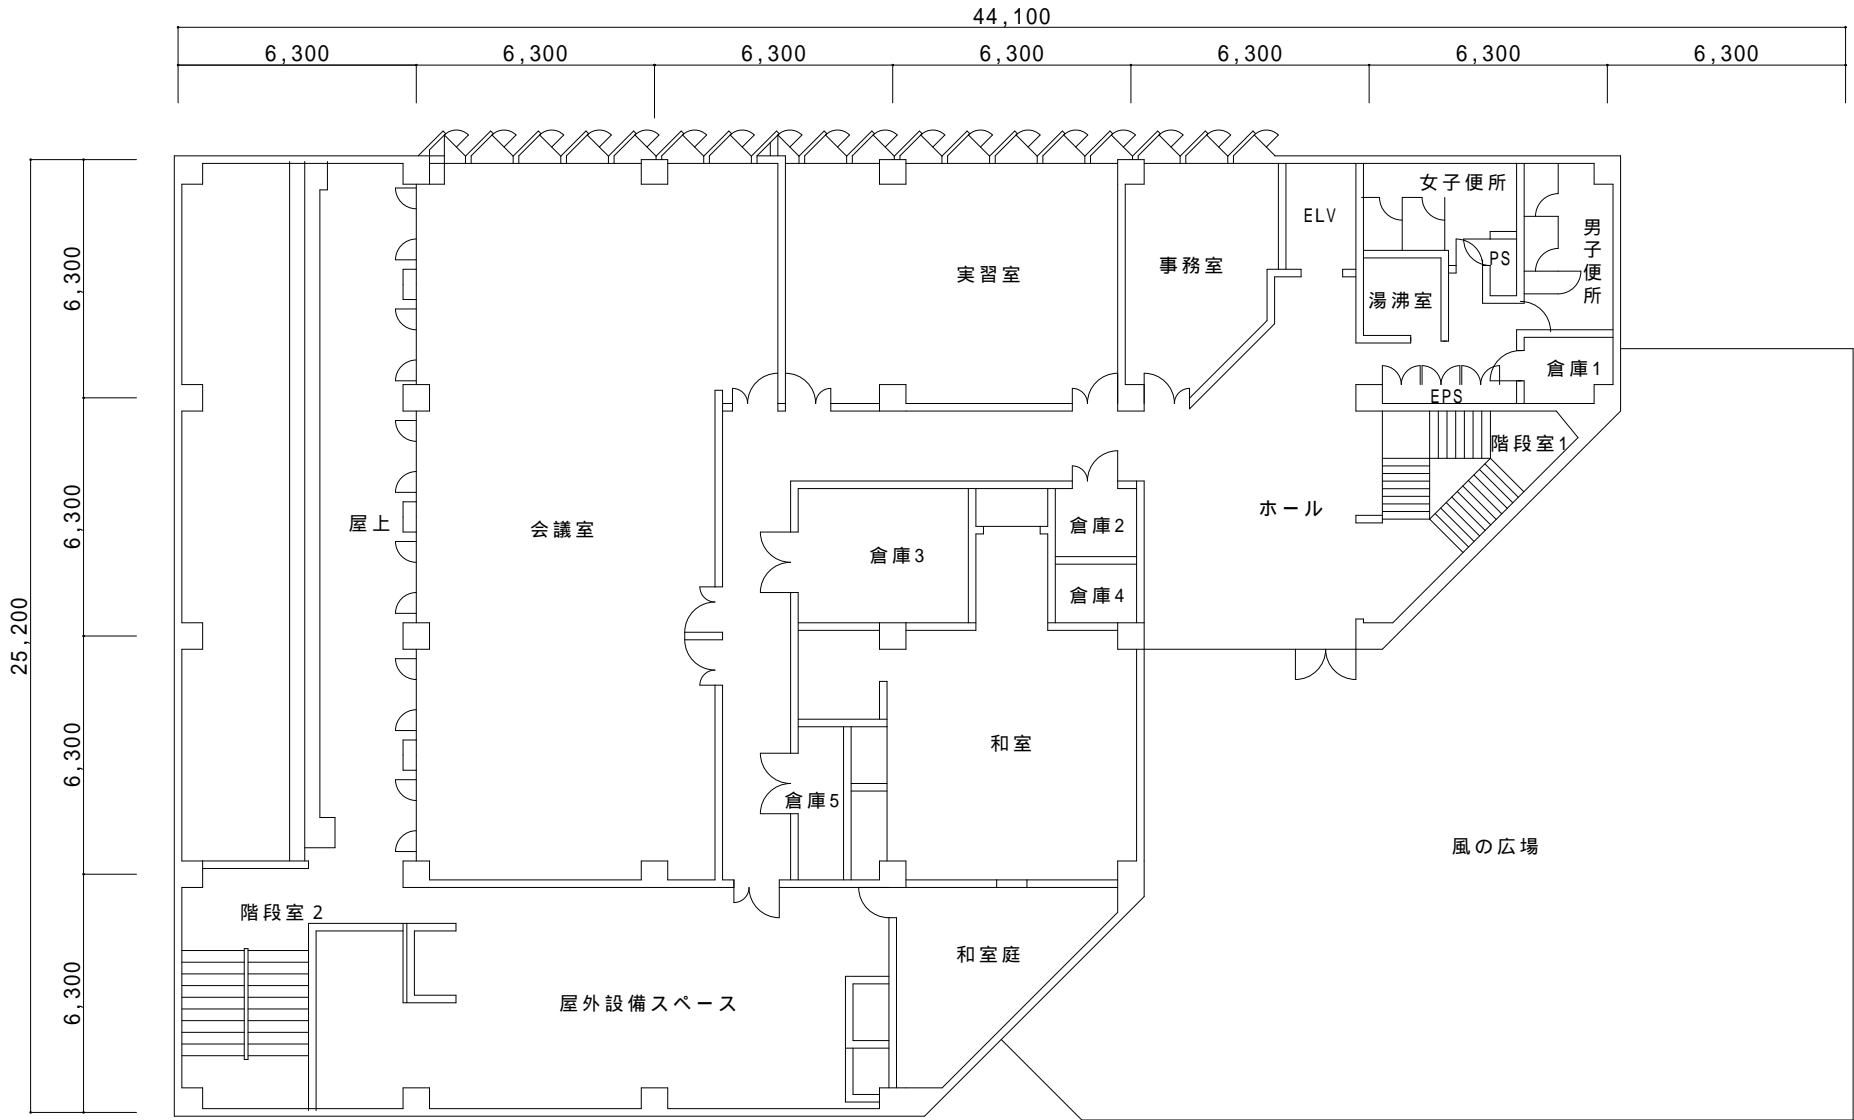 44,100
6,300
6,300
6,300
6,300
6,300
6,300
6,300
25,200
6,300
6,300
6,300
6,300
女子便所
ELV
男子便所
PS
事務室
実習室
湯沸室
倉庫1
EPS
階段室1
ホール
屋上
会議室
倉庫2
倉庫3
倉庫4
和室
倉庫5
風の広場
階段室2
和室庭
屋外設備スペース